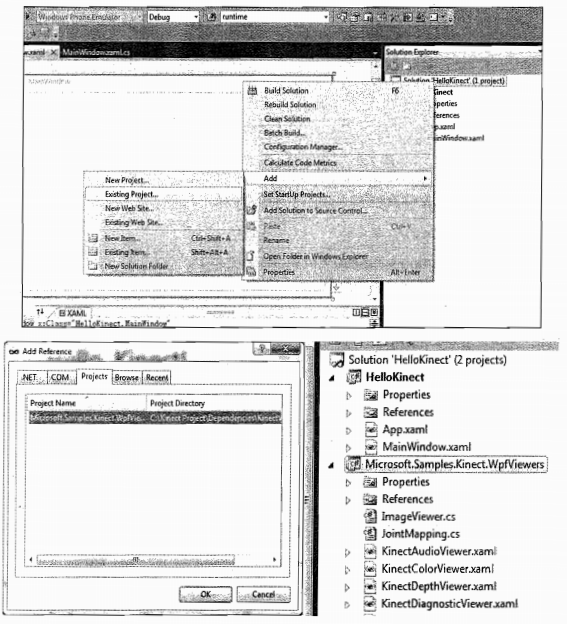 Windows Phone Emulator
Debug
runtime
w.xaml X MainWindow.xaml.cs
Solution Explorer
MainWindow
Solution 'HelloKinect' (1 project)
Build Solution F6
Rebuild Solution
Clean Solution
Batch Build...
Configuration Manager...
Calculate Code Metrics
Add
Set StartUp Projects...
Add Solution to Source Control...
Paste Ctrl+V
Rename
Open Folder in Windows Explorer
Properties Alt+Enter
inect
operties
ferences
p.xaml
inWindow.xaml
New Project...
Existing Project...
New Web Site...
Existing Web Site...
New Item... Ctrl+Shift+A
Existing Item... Shift+Alt+A
New Solution Folder
XAML
dow x:Class="HelloKinect.MainWindow"
Add Reference
.NET COM Projects Browse Recent
Project Name Project Directory
Microsoft.Samples.Kinect.WpfVie... C:\Kinect Project\Dependencies\Kinect
OK Cancel
Solution 'HelloKinect' (2 projects)
HelloKinect
Properties
References
App.xaml
MainWindow.xaml
Microsoft.Samples.Kinect.WpfViewers
Properties
References
ImageViewer.cs
JointMapping.cs
KinectAudioViewer.xaml
KinectColorViewer.xaml
KinectDepthViewer.xaml
KinectDiagnosticViewer.xaml